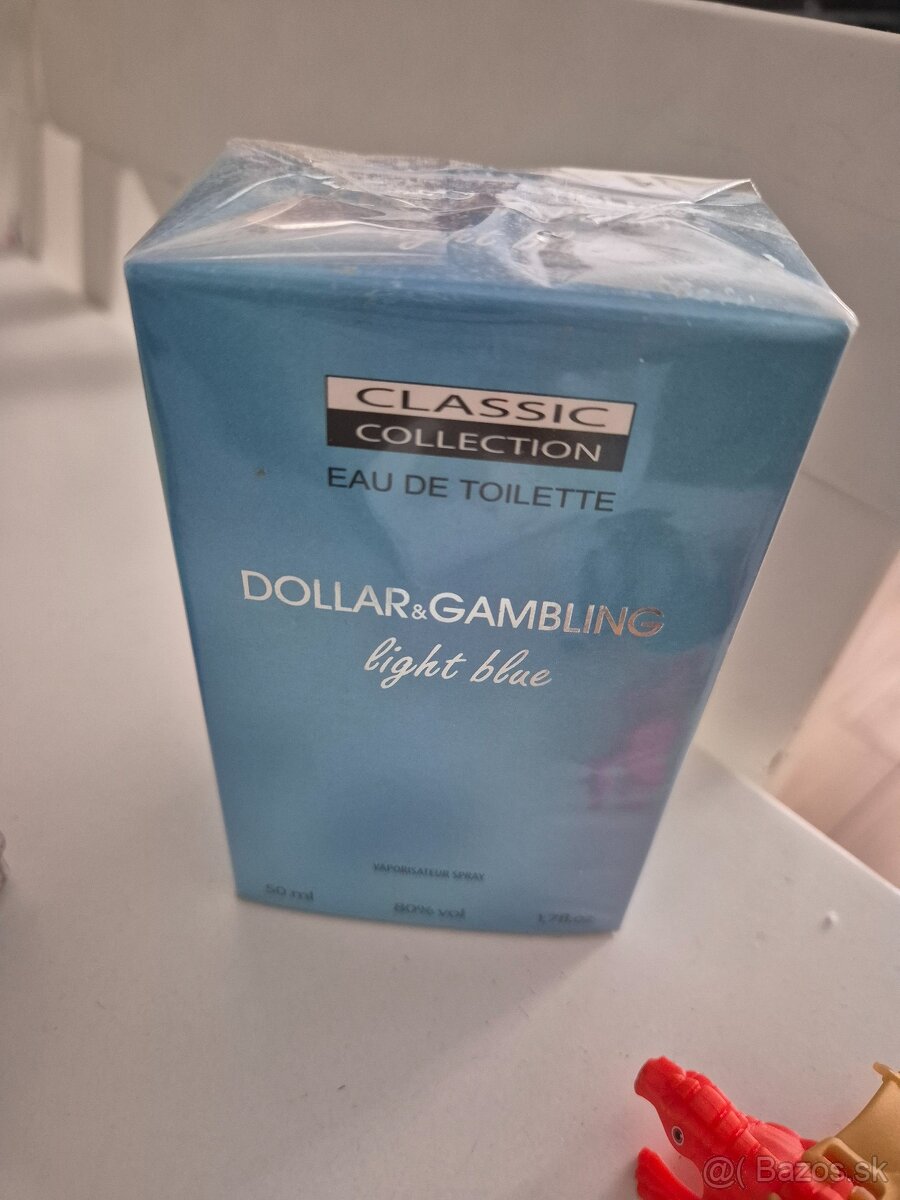 CLASSIC
COLLECTION
EAU DE TOILETTE
DOLLAR&GAMBLING
light blue
VAPORISATEUR SPRAY
50 ml
80% vol
1,7fl.oz.
@( Bazos.sk